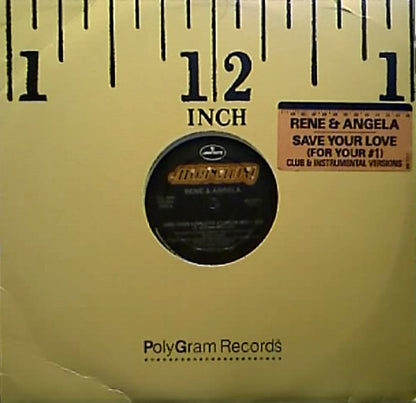 1 12 1
INCH
RENE & ANGELA
SAVE YOUR LOVE
(FOR YOUR #1)
CLUB & INSTRUMENTAL VERSIONS
Mercury
RENE & ANGELA
PolyGram Records